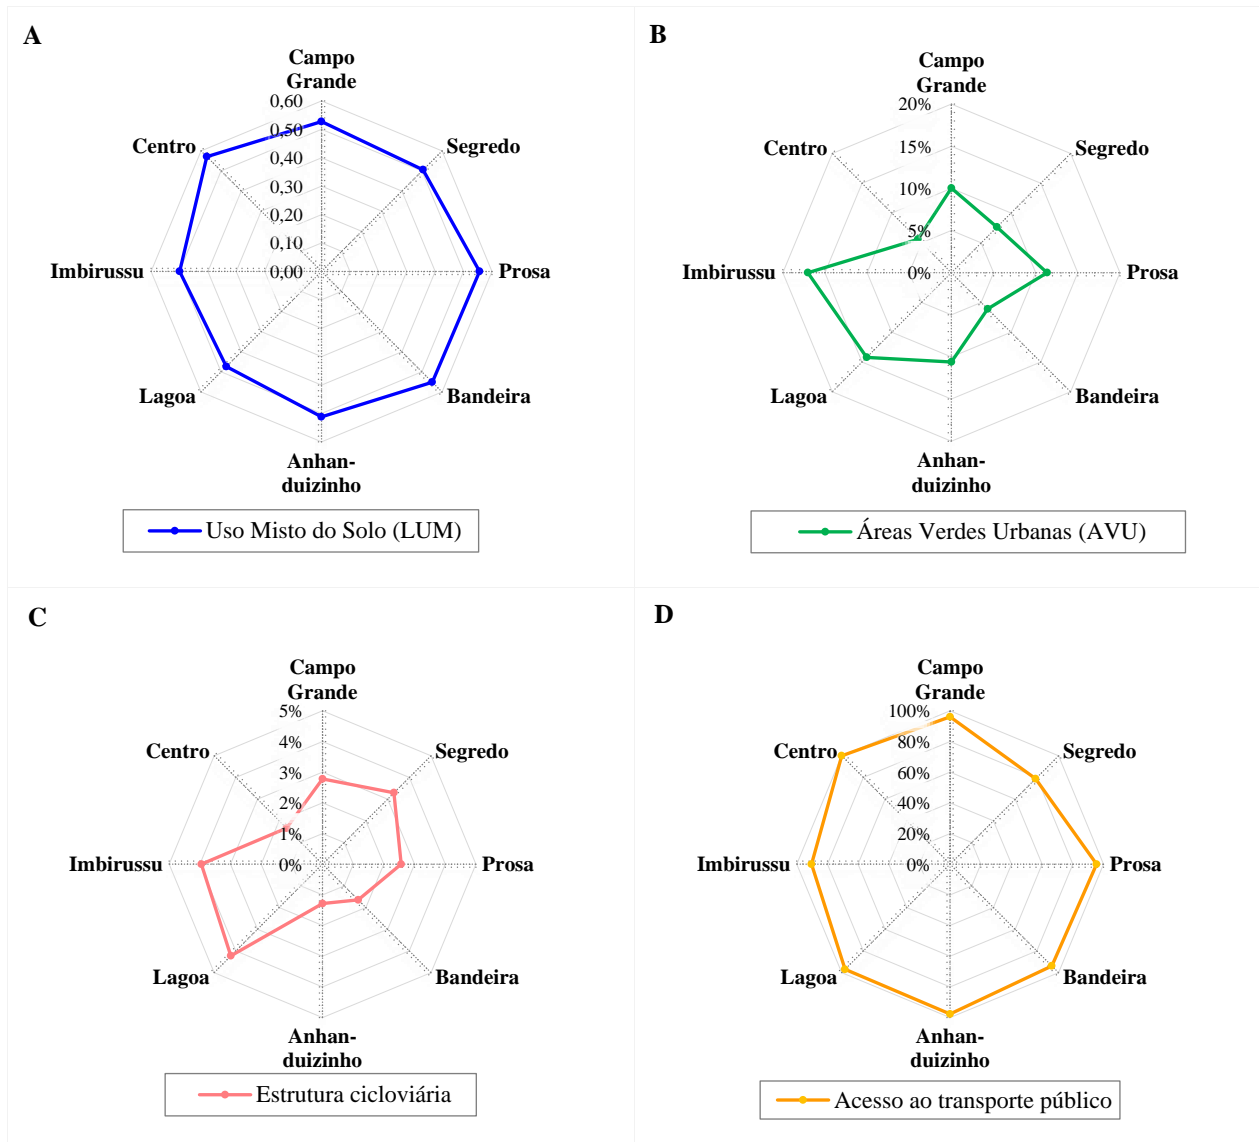 A
Campo
Grande
0,60
0,50
0,40
0,30
0,20
0,10
0,00
Centro
Segredo
Imbirussu
Prosa
Lagoa
Bandeira
Anhan-
duizinho
Uso Misto do Solo (LUM)
B
Campo
Grande
20%
15%
10%
5%
0%
Centro
Segredo
Imbirussu
Prosa
Lagoa
Bandeira
Anhan-
duizinho
Áreas Verdes Urbanas (AVU)
C
Campo
Grande
5%
4%
3%
2%
1%
0%
Centro
Segredo
Imbirussu
Prosa
Lagoa
Bandeira
Anhan-
duizinho
Estrutura cicloviária
D
Campo
Grande
100%
80%
60%
40%
20%
0%
Centro
Segredo
Imbirussu
Prosa
Lagoa
Bandeira
Anhan-
duizinho
Acesso ao transporte público